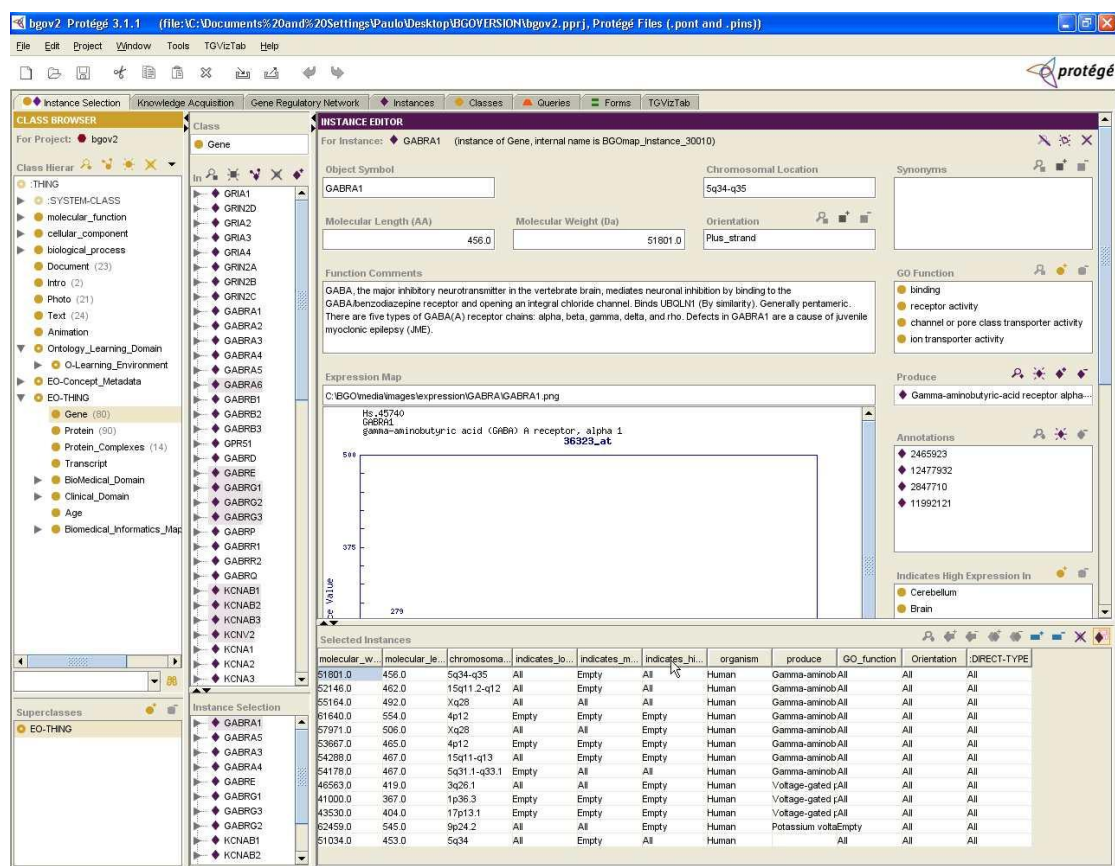 bgov2 Protégé 3.1.1 (file:\C:\Documents%20and%20Settings\Paulo\Desktop\BGOVERSION\bgov2.pprj, Protégé Files (.pont and .pins))
File Edit Project Window Tools TGVizTab Help
protégé
Instance Selection Knowledge Acquisition Gene Regulatory Network Instances Classes Queries Forms TGVizTab
CLASS BROWSER
For Project: bgov2
Class Hierar
:THING
:SYSTEM-CLASS
molecular_function
cellular_component
biological_process
Document (23)
Intro (2)
Photo (21)
Text (24)
Animation
Ontology_Learning_Domain
O-Learning_Environment
EO-Concept_Metadata
EO-THING
Gene (80)
Protein (90)
Protein_Complexes (14)
Transcript
BioMedical_Domain
Clinical_Domain
Age
Biomedical_Informatics_Map
Superclasses
EO-THING
Class
Gene
In
GRIA1
GRIN2D
GRIA2
GRIA3
GRIA4
GRIN2A
GRIN2B
GRIN2C
GABRA1
GABRA2
GABRA3
GABRA4
GABRA5
GABRA6
GABRB1
GABRB2
GABRB3
GPR51
GABRD
GABRE
GABRG1
GABRG2
GABRG3
GABRP
GABRR1
GABRR2
GABRQ
KCNAB1
KCNAB2
KCNAB3
KCNV2
KCNA1
KCNA2
KCNA3
Instance Selection
GABRA1
GABRA5
GABRA3
GABRA4
GABRE
GABRG1
GABRG3
GABRG2
KCNAB1
KCNAB2
INSTANCE EDITOR
For Instance: GABRA1 (instance of Gene, internal name is BGOmap_Instance_30010)
Object Symbol
GABRA1
Chromosomal Location
5q34-q35
Synonyms
Molecular Length (AA)
456.0
Molecular Weight (Da)
51801.0
Orientation
Plus_strand
Function Comments
GABA, the major inhibitory neurotransmitter in the vertebrate brain, mediates neuronal inhibition by binding to the
GABA/benzodiazepine receptor and opening an integral chloride channel. Binds UBQLN1 (By similarity). Generally pentameric.
There are five types of GABA(A) receptor chains: alpha, beta, gamma, delta, and rho. Defects in GABRA1 are a cause of juvenile
myoclonic epilepsy (JME).
GO Function
binding
receptor activity
channel or pore class transporter activity
ion transporter activity
Expression Map
C:\BGO\media\images\expression\GABRA\GABRA1.png
Hs.45740
GABRA1
gamma-aminobutyric acid (GABA) A receptor, alpha 1
36323_at
500
375
279
ce Value
Produce
Gamma-aminobutyric-acid receptor alpha-
Annotations
2465923
12477932
2847710
11992121
Indicates High Expression In
Cerebellum
Brain
Selected Instances
molecular_w... molecular_le... chromosoma... indicates_lo... indicates_m... indicates_hi... organism produce GO_function Orientation :DIRECT-TYPE
51801.0 456.0 5q34-q35 All Empty All Human Gamma-aminob All All All
52146.0 462.0 15q11.2-q12 All Empty All Human Gamma-aminob All All All
55164.0 492.0 Xq28 All All All Human Gamma-aminob All All All
61640.0 554.0 4p12 Empty Empty Empty Human Gamma-aminob All All All
57971.0 506.0 Xq28 All All Empty Human Gamma-aminob All All All
53667.0 465.0 4p12 Empty Empty Empty Human Gamma-aminob All All All
54288.0 467.0 15q11-q13 All Empty Empty Human Gamma-aminob All All All
54178.0 467.0 5q31.1-q33.1 Empty All All Human Gamma-aminob All All All
46563.0 419.0 3q26.1 All All Empty Human Voltage-gated p All All All
41000.0 367.0 1p36.3 Empty Empty Empty Human Voltage-gated p All All All
43530.0 404.0 17p13.1 Empty Empty Empty Human Voltage-gated p All All All
62459.0 545.0 9p24.2 All All Empty Human Potassium volta Empty All All
51034.0 453.0 5q34 All Empty Empty Human All All All